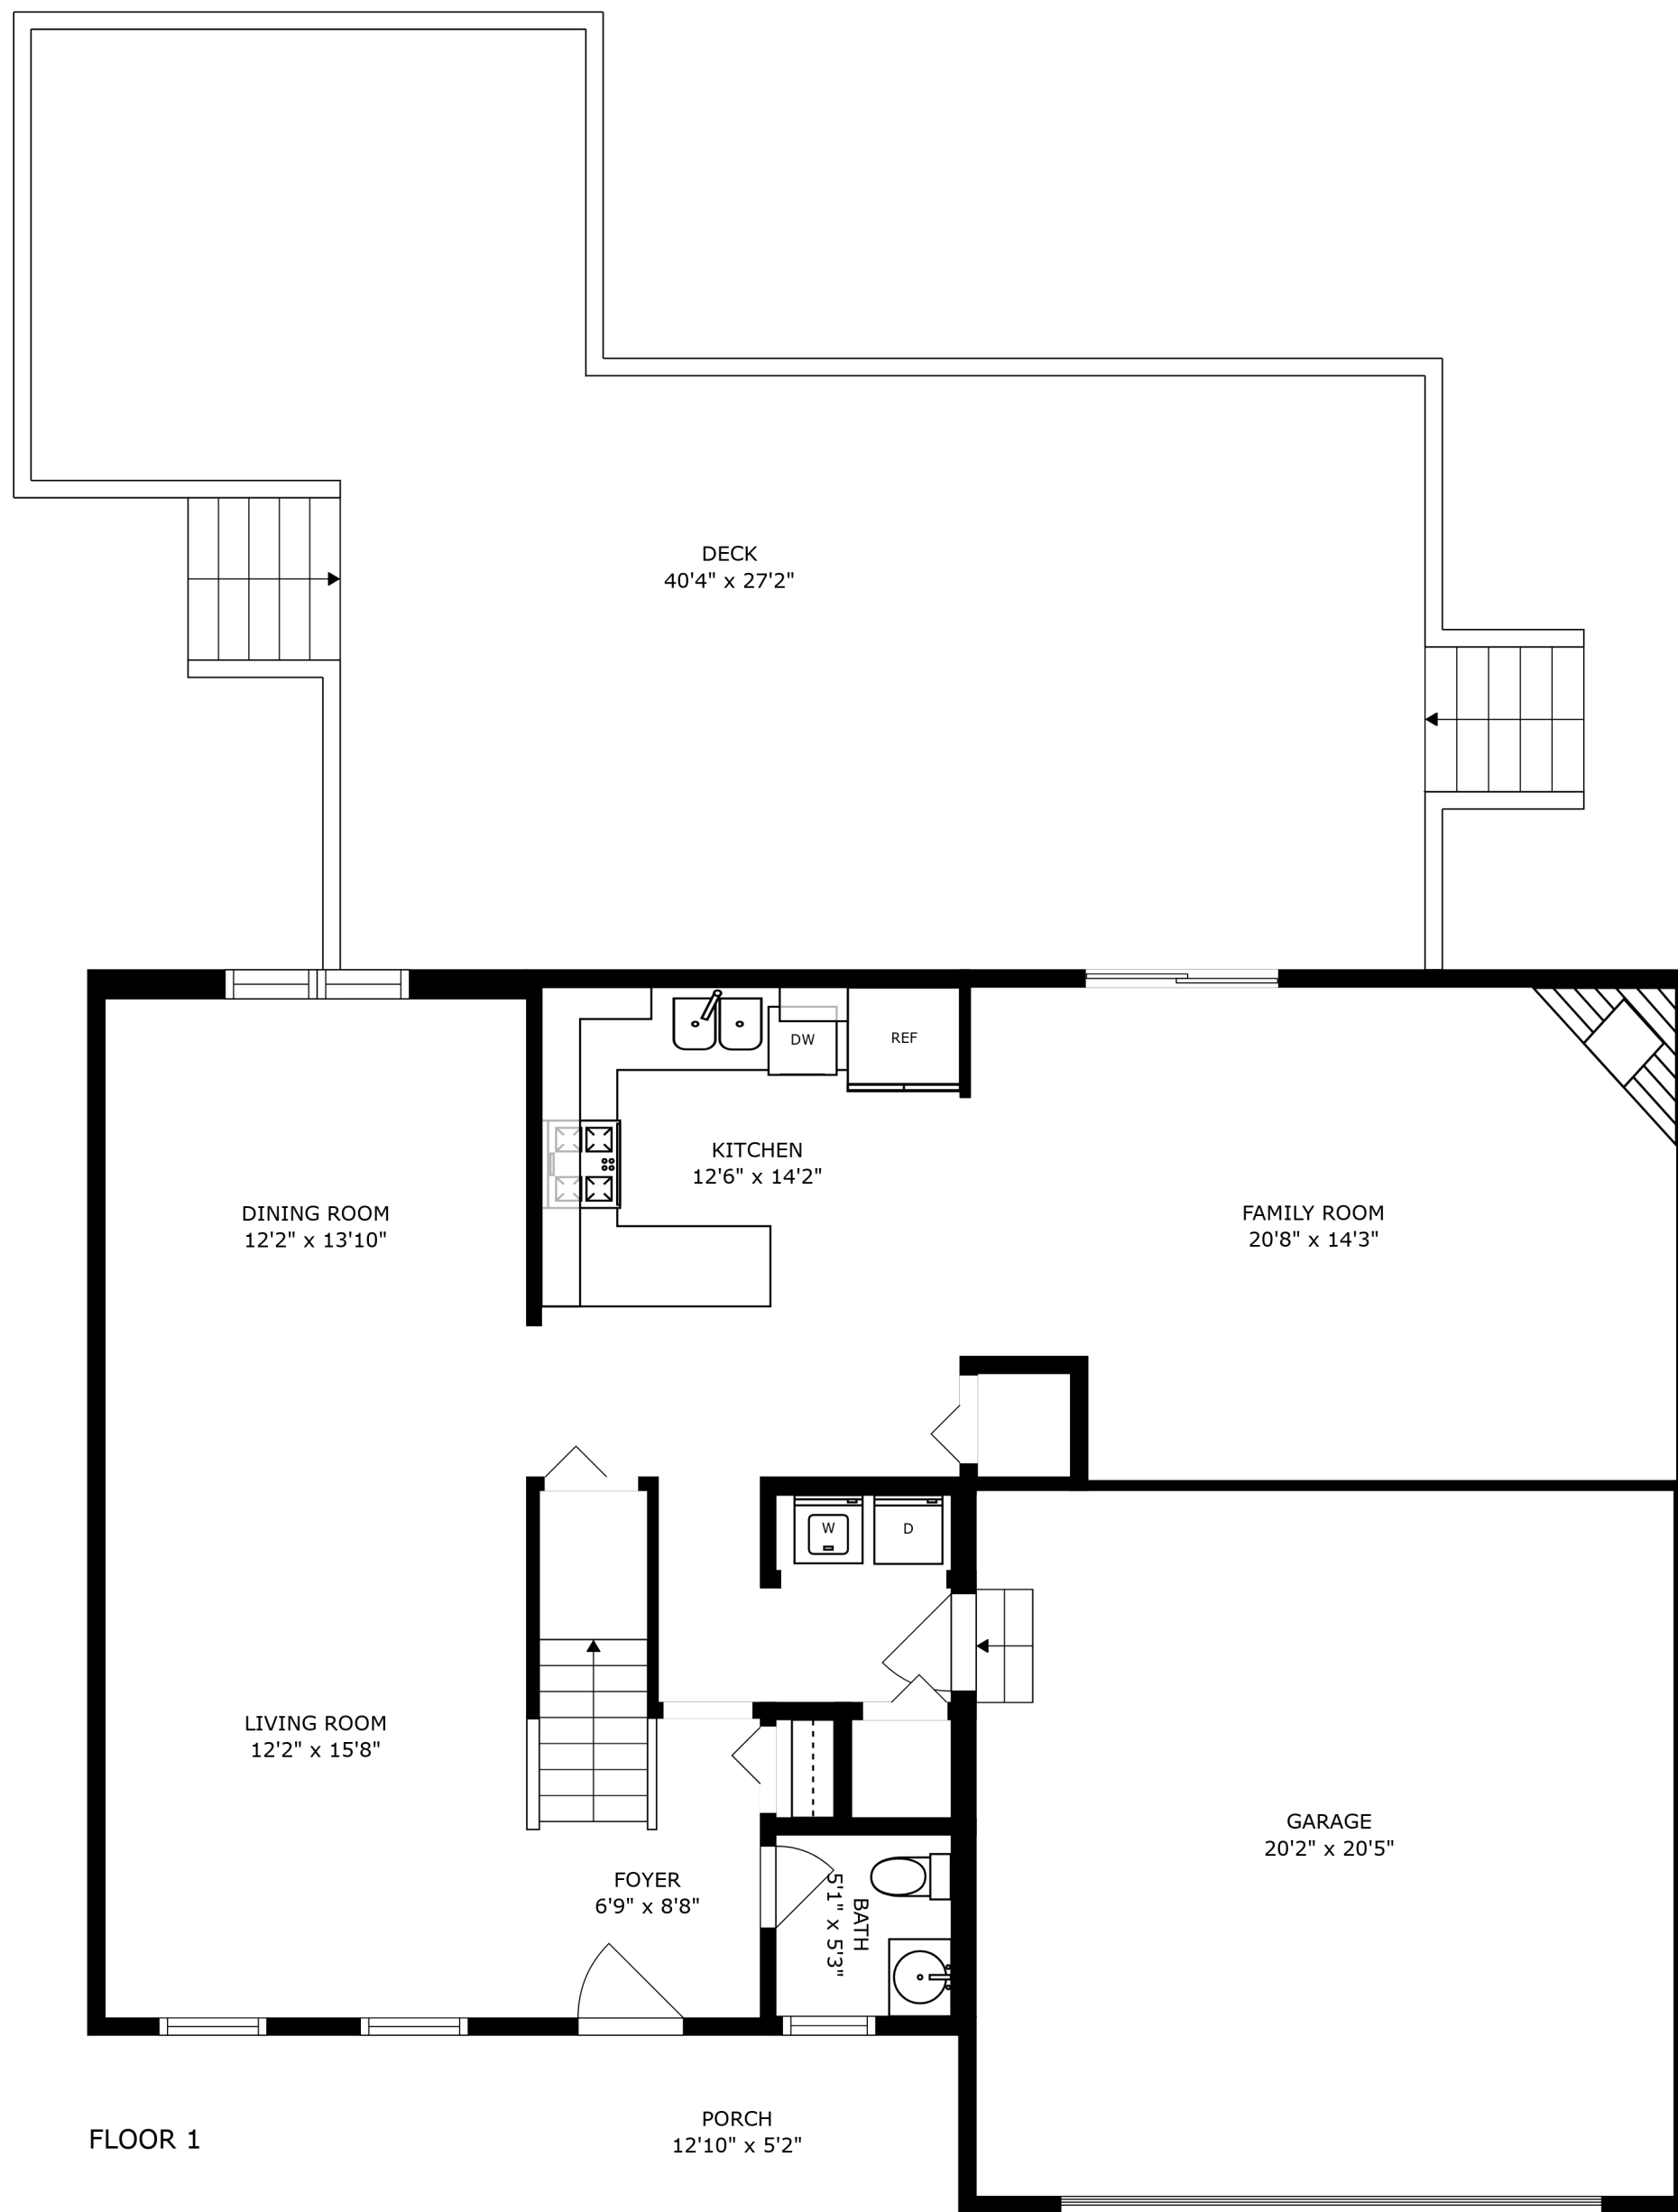 DECK
40'4" x 27'2"
DW
REF
KITCHEN
12'6" x 14'2"
DINING ROOM
12'2" x 13'10"
FAMILY ROOM
20'8" x 14'3"
W
D
LIVING ROOM
12'2" x 15'8"
GARAGE
20'2" x 20'5"
FOYER
6'9" x 8'8"
BATH
5'1" x 5'3"
PORCH
12'10" x 5'2"
FLOOR 1